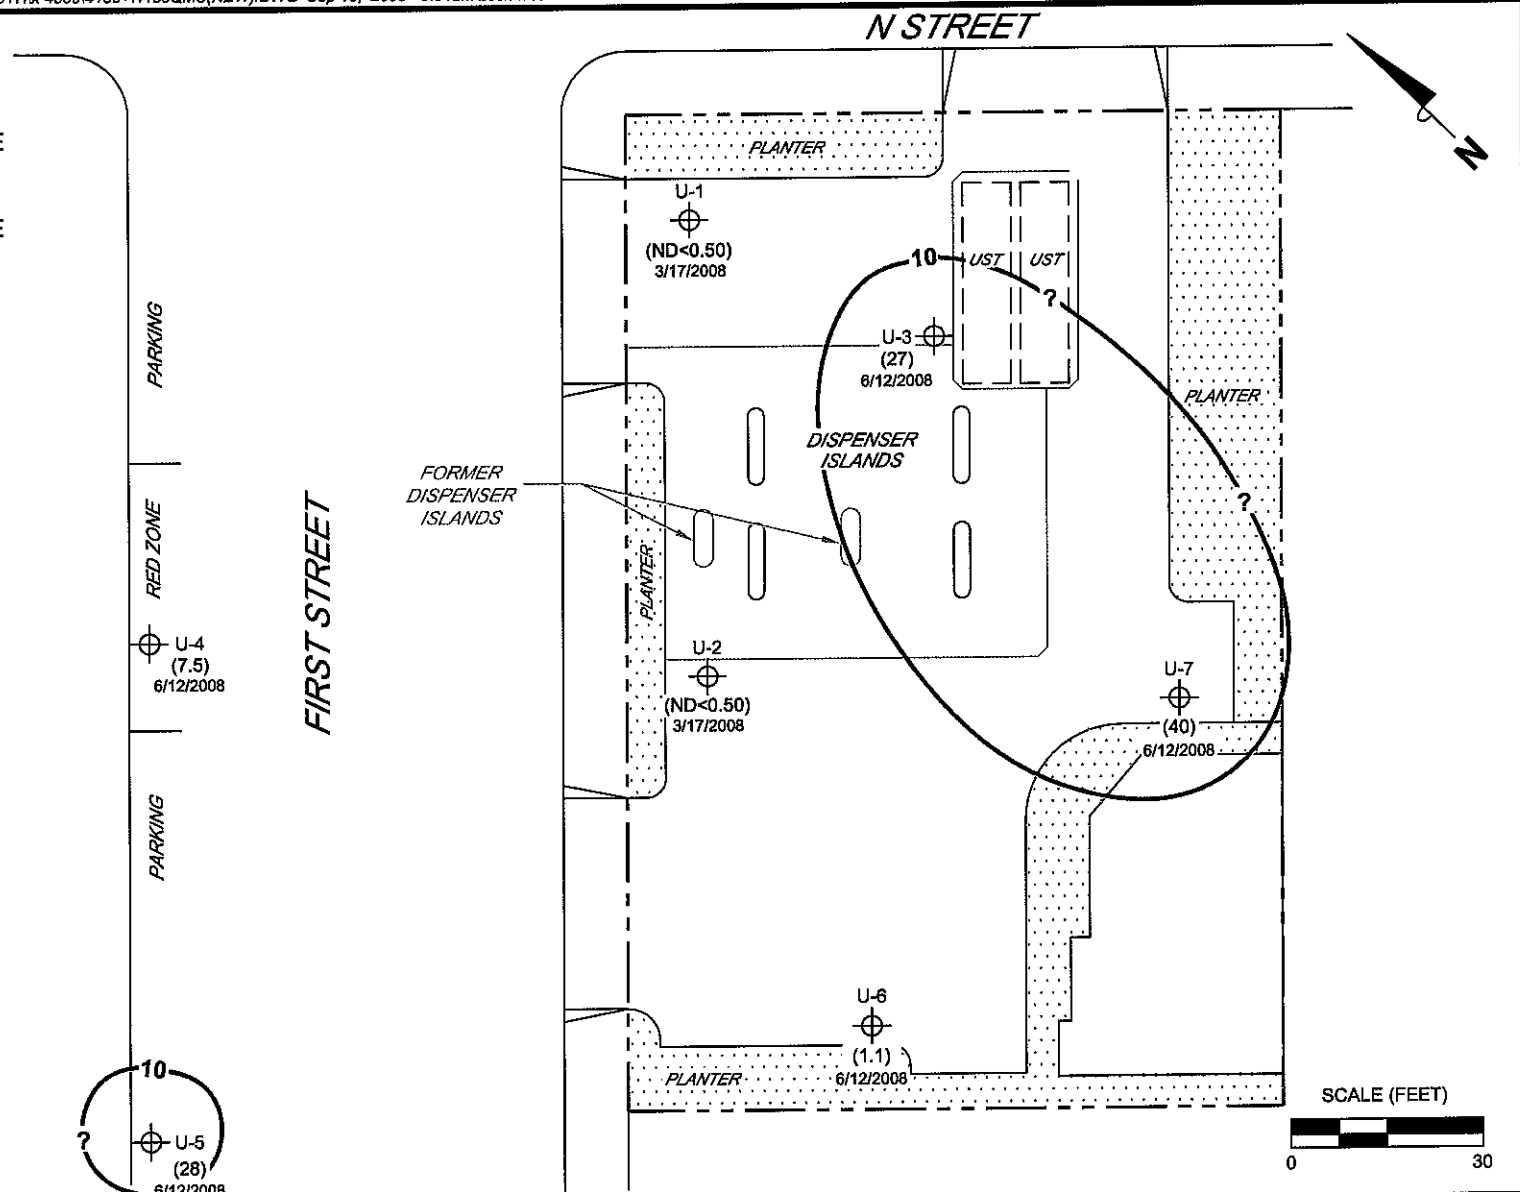 N STREET
N
PLANTER
U-1
(ND<0.50)
3/17/2008
10
UST
UST
?
U-3
(27)
6/12/2008
PLANTER
PARKING
DISPENSER
ISLANDS
FORMER
DISPENSER
ISLANDS
?
RED ZONE
FIRST STREET
PLANTER
U-4
(7.5)
6/12/2008
U-2
(ND<0.50)
3/17/2008
U-7
(40)
6/12/2008
PARKING
U-6
(1.1)
6/12/2008
PLANTER
10
?
U-5
(28)
6/12/2008
SCALE (FEET)
0 30